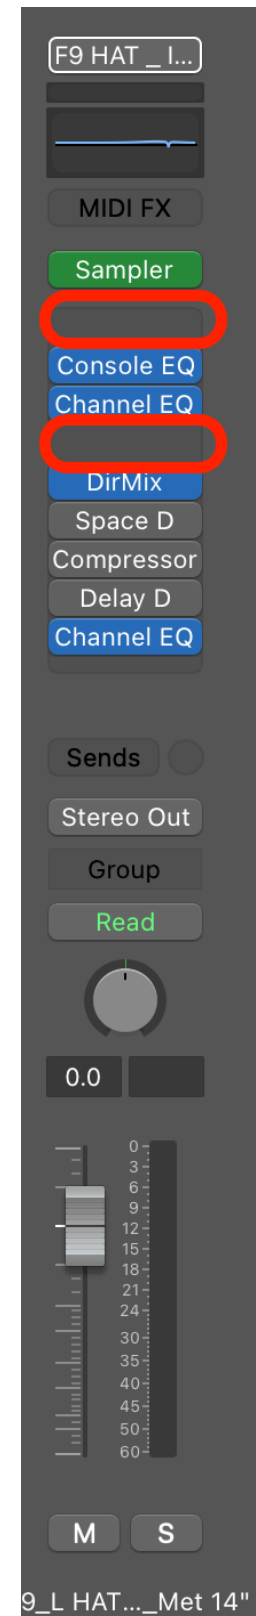 F9 HAT _ I...
MIDI FX
Sampler
Console EQ
Channel EQ
DirMix
Space D
Compressor
Delay D
Channel EQ
Sends
Stereo Out
Group
Read
0.0
0
3
6
9
12
15
18
21
24
30
35
40
45
50
60
M S
9_L HAT..._Met 14"